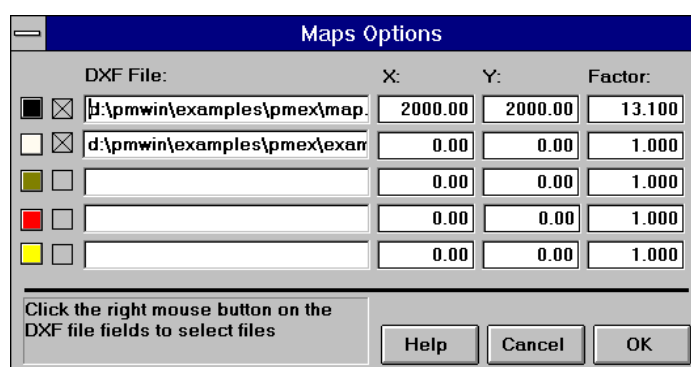 Maps Options
DXF File: X: Y: Factor:
d:\pmwin\examples\pmex\map. 2000.00 2000.00 13.100
d:\pmwin\examples\pmex\exam 0.00 0.00 1.000
0.00 0.00 1.000
0.00 0.00 1.000
0.00 0.00 1.000
Click the right mouse button on the
DXF file fields to select files
Help Cancel OK